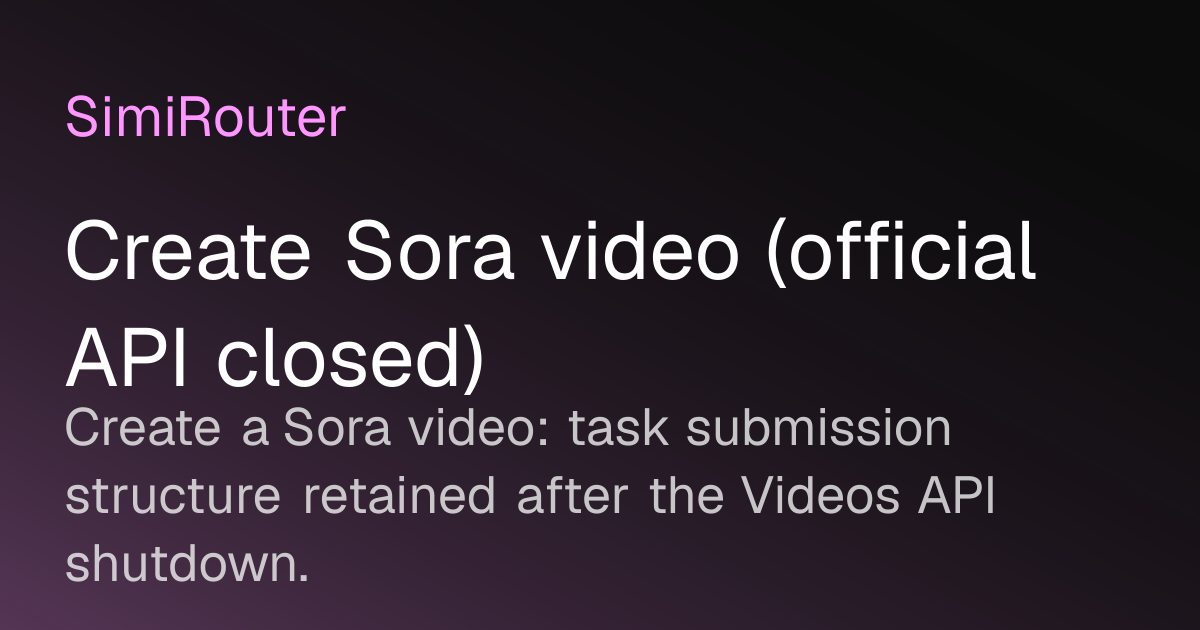 SimiRouter
Create Sora video (official
API closed)
Create a Sora video: task submission
structure retained after the Videos API
shutdown.